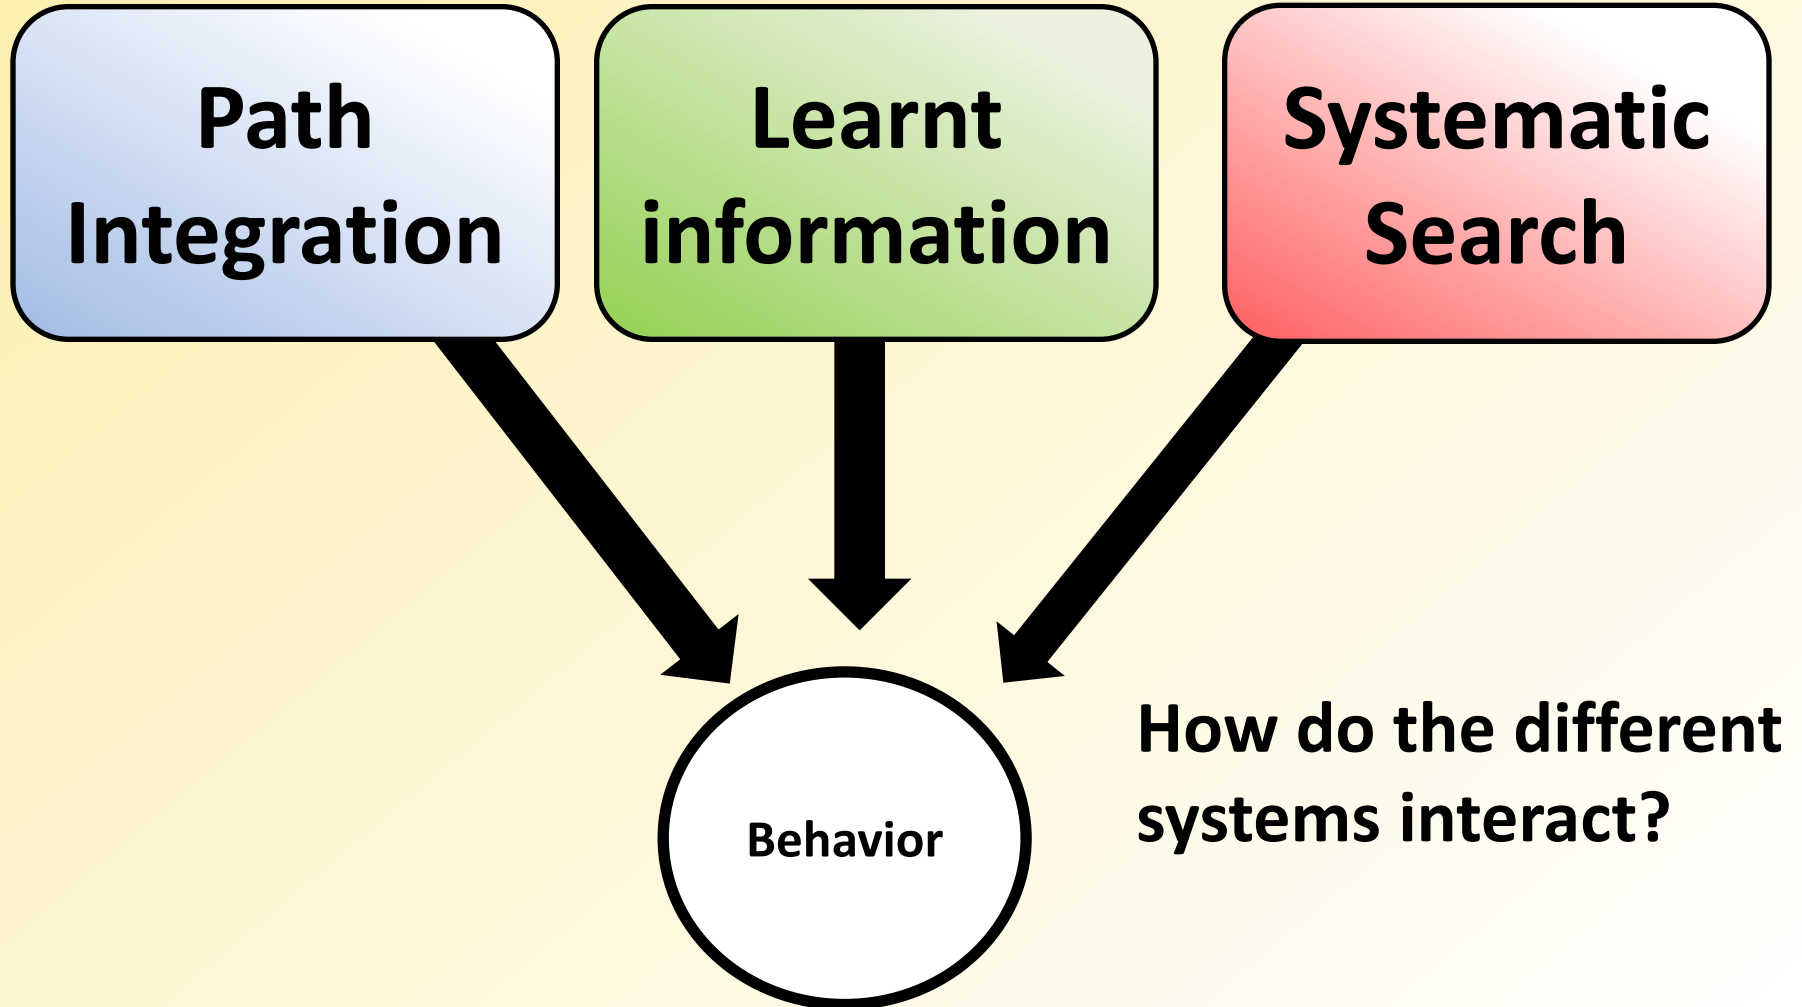 Path
Integration
Learnt
information
Systematic
Search
Behavior
How do the different
systems interact?